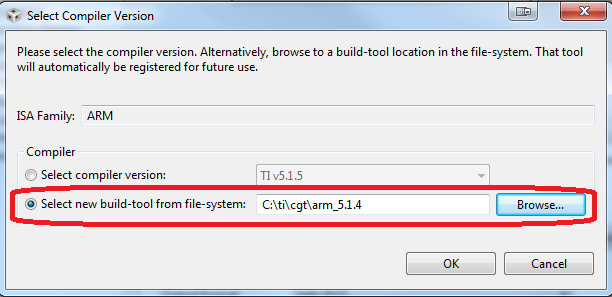 Select Compiler Version
Please select the compiler version. Alternatively, browse to a build-tool location in the file-system. That tool
will automatically be registered for future use.
ISA Family: ARM
Compiler
Select compiler version: TI v5.1.5
Select new build-tool from file-system: C:\ti\cgt\arm_5.1.4 Browse...
OK Cancel